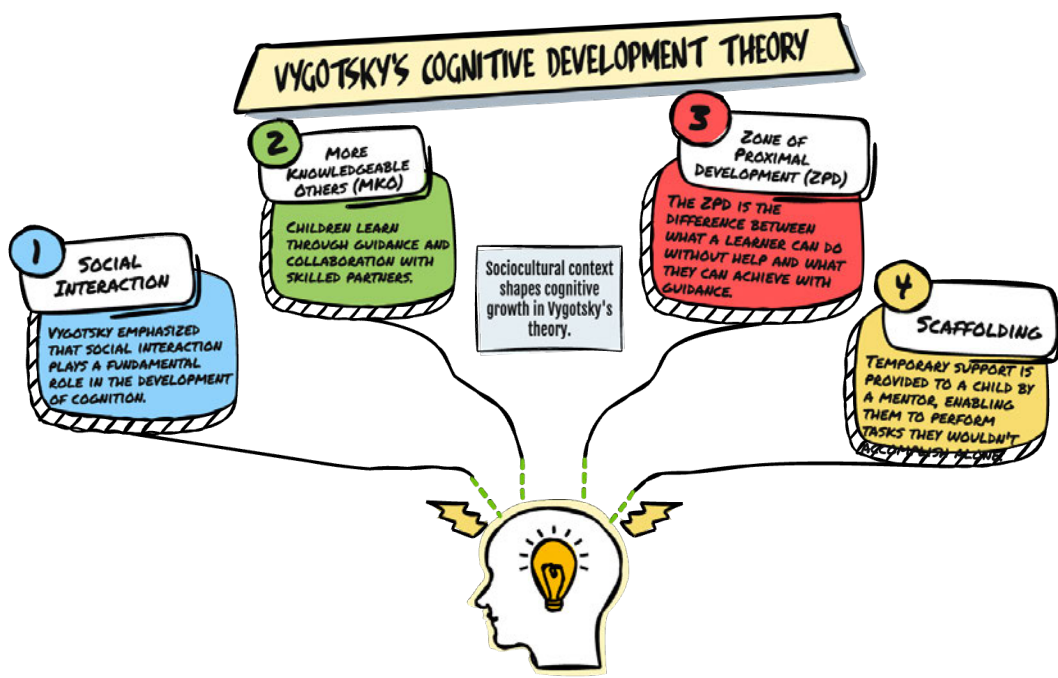 VYGOTSKY'S COGNITIVE DEVELOPMENT THEORY
1
SOCIAL
INTERACTION
VYGOTSKY EMPHASIZED
THAT SOCIAL INTERACTION
PLAYS A FUNDAMENTAL
ROLE IN THE DEVELOPMENT
OF COGNITION.
2
MORE
KNOWLEDGEABLE
OTHERS (MKO)
CHILDREN LEARN
THROUGH GUIDANCE AND
COLLABORATION WITH
SKILLED PARTNERS.
Sociocultural context
shapes cognitive
growth in Vygotsky's
theory.
3
ZONE OF
PROXIMAL
DEVELOPMENT (ZPD)
THE ZPD IS THE
DIFFERENCE BETWEEN
WHAT A LEARNER CAN DO
WITHOUT HELP AND WHAT
THEY CAN ACHIEVE WITH
GUIDANCE.
4
SCAFFOLDING
TEMPORARY SUPPORT IS
PROVIDED TO A CHILD BY
A MENTOR, ENABLING
THEM TO PERFORM
TASKS THEY WOULDN'T
ACCOMPLISH ALONE.